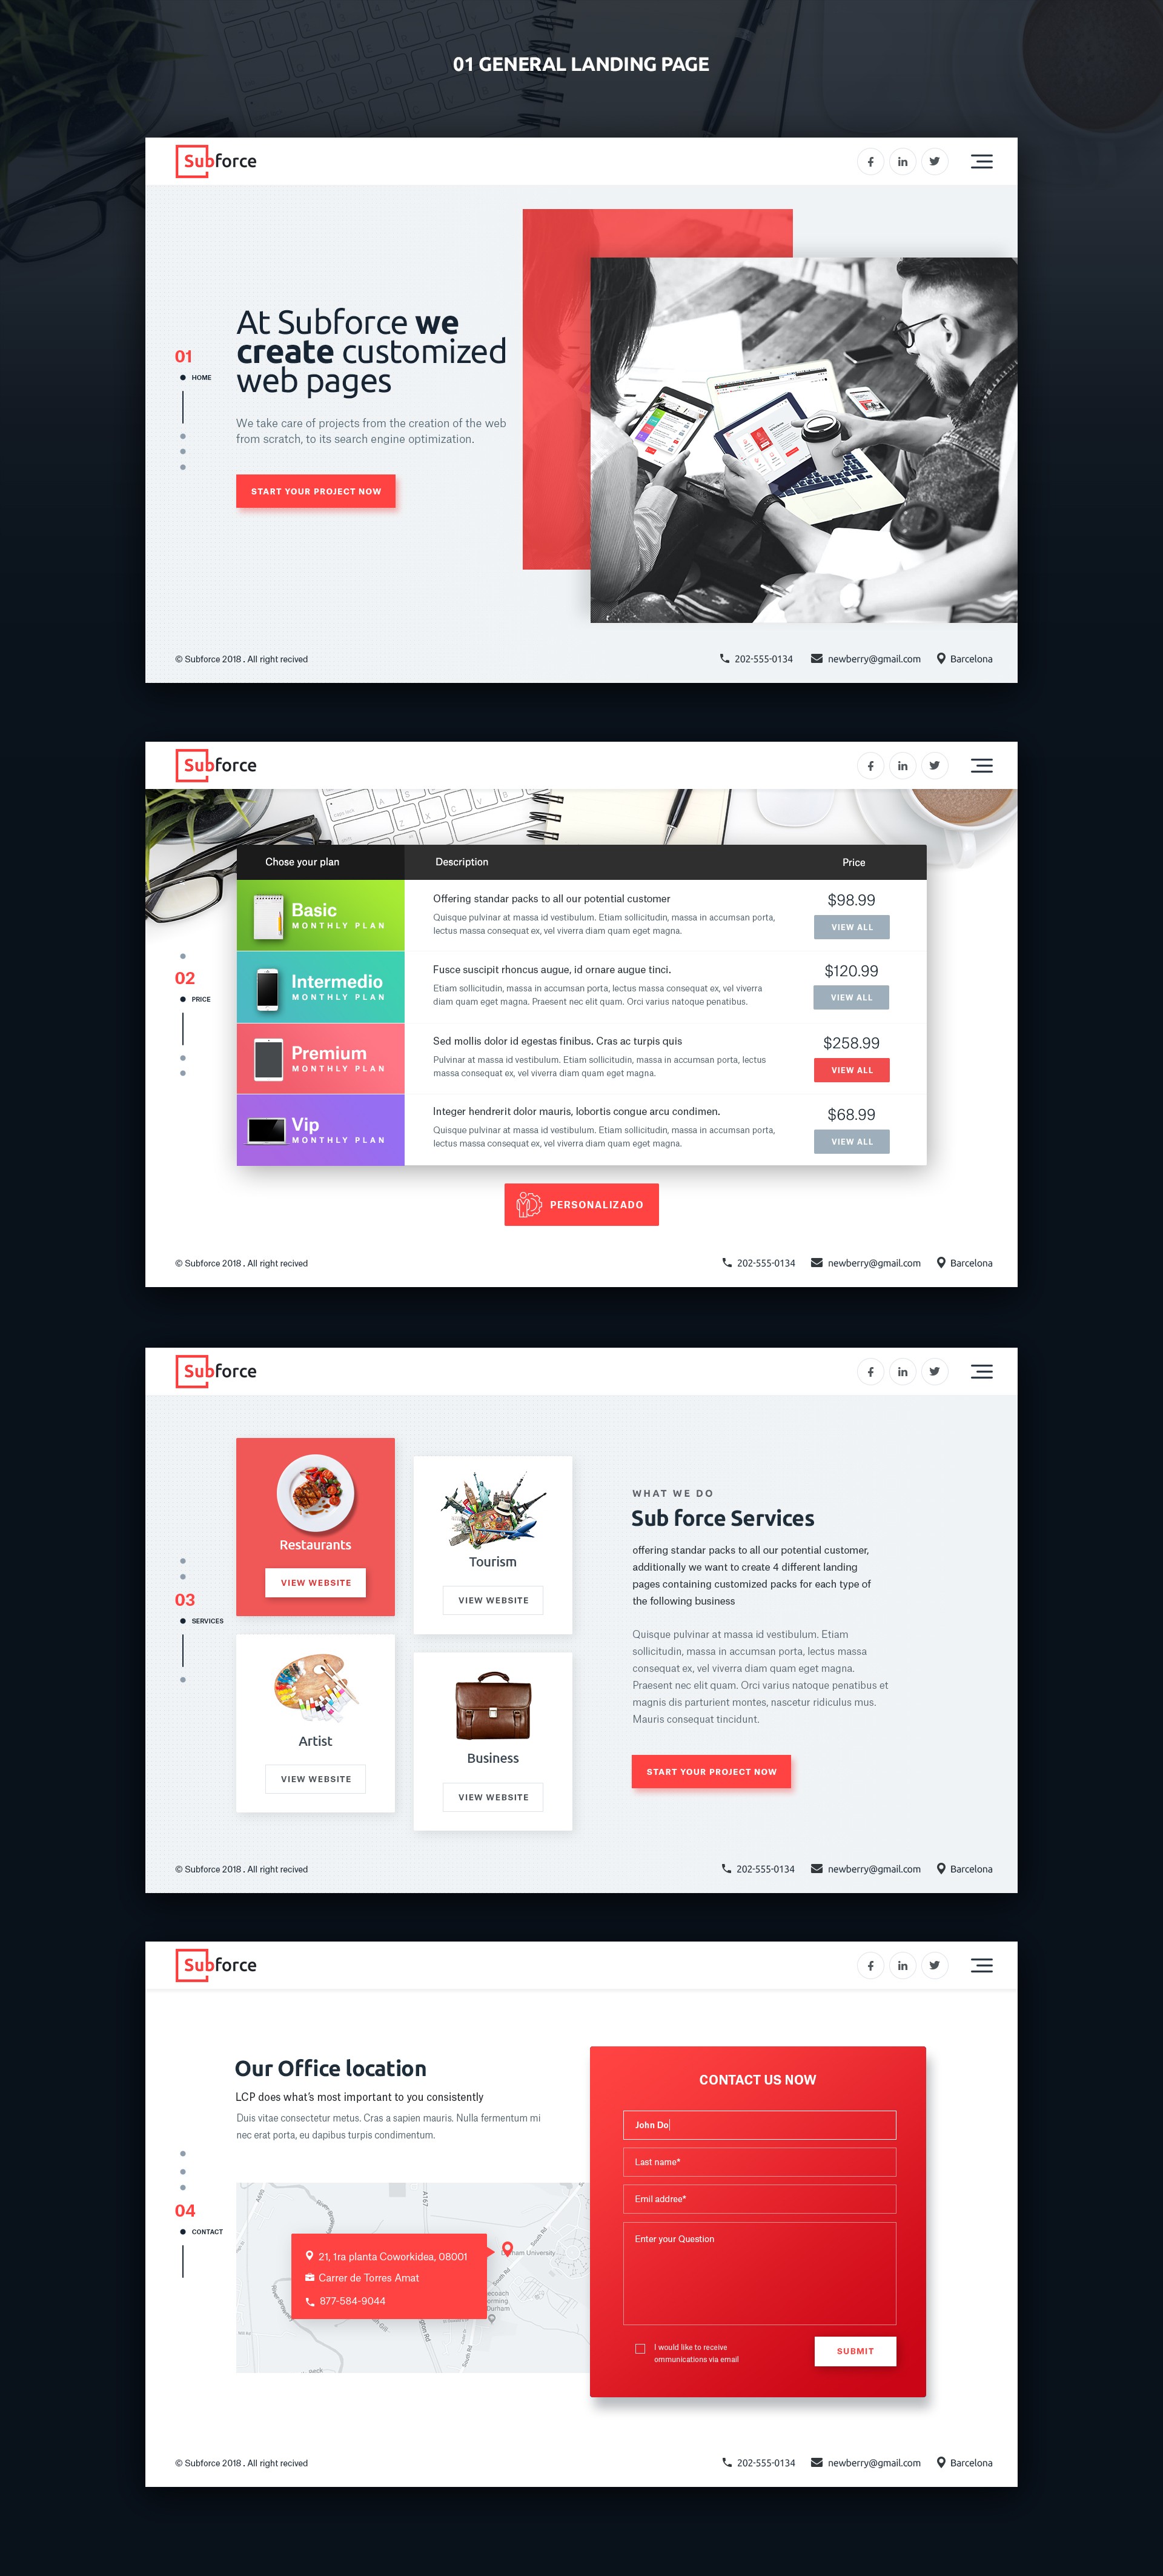 01 GENERAL LANDING PAGE
Subforce
At Subforce we
create customized
web pages
01
HOME
We take care of projects from the creation of the web
from scratch, to its search engine optimization.
START YOUR PROJECT NOW
© Subforce 2018 . All right recived
202-555-0134
newberry@gmail.com
Barcelona
Subforce
Chose your plan
Description
Price
Basic
MONTHLY PLAN
Offering standar packs to all our potential customer
Quisque pulvinar at massa id vestibulum. Etiam sollicitudin, massa in accumsan porta,
lectus massa consequat ex, vel viverra diam quam eget magna.
$98.99
VIEW ALL
02
PRICE
Intermedio
MONTHLY PLAN
Fusce suscipit rhoncus augue, id ornare augue tinci.
Etiam sollicitudin, massa in accumsan porta, lectus massa consequat ex, vel viverra
diam quam eget magna. Praesent nec elit quam. Orci varius natoque penatibus.
$120.99
VIEW ALL
Premium
MONTHLY PLAN
Sed mollis dolor id egestas finibus. Cras ac turpis quis
Pulvinar at massa id vestibulum. Etiam sollicitudin, massa in accumsan porta, lectus
massa consequat ex, vel viverra diam quam eget magna.
$258.99
VIEW ALL
Vip
MONTHLY PLAN
Integer hendrerit dolor mauris, lobortis congue arcu condimen.
Quisque pulvinar at massa id vestibulum. Etiam sollicitudin, massa in accumsan porta,
lectus massa consequat ex, vel viverra diam quam eget magna.
$68.99
VIEW ALL
PERSONALIZADO
© Subforce 2018 . All right recived
202-555-0134
newberry@gmail.com
Barcelona
Subforce
Restaurants
VIEW WEBSITE
Tourism
VIEW WEBSITE
03
SERVICES
Artist
VIEW WEBSITE
Business
VIEW WEBSITE
WHAT WE DO
Sub force Services
offering standar packs to all our potential customer,
additionally we want to create 4 different landing
pages containing customized packs for each type of
the following business
Quisque pulvinar at massa id vestibulum. Etiam
sollicitudin, massa in accumsan porta, lectus massa
consequat ex, vel viverra diam quam eget magna.
Praesent nec elit quam. Orci varius natoque penatibus et
magnis dis parturient montes, nascetur ridiculus mus.
Mauris consequat tincidunt.
START YOUR PROJECT NOW
© Subforce 2018 . All right recived
202-555-0134
newberry@gmail.com
Barcelona
Subforce
Our Office location
LCP does what's most important to you consistently
Duis vitae consectetur metus. Cras a sapien mauris. Nulla fermentum mi
nec erat porta, eu dapibus turpis condimentum.
04
CONTACT
A167
South Rd
21, 1ra planta Coworkidea, 08001
Carrer de Torres Amat
877-584-9044
South Rd
South Rd
CONTACT US NOW
John Do
Last name*
Emil addree*
Enter your Question
I would like to receive
ommunications via email
SUBMIT
© Subforce 2018 . All right recived
202-555-0134
newberry@gmail.com
Barcelona